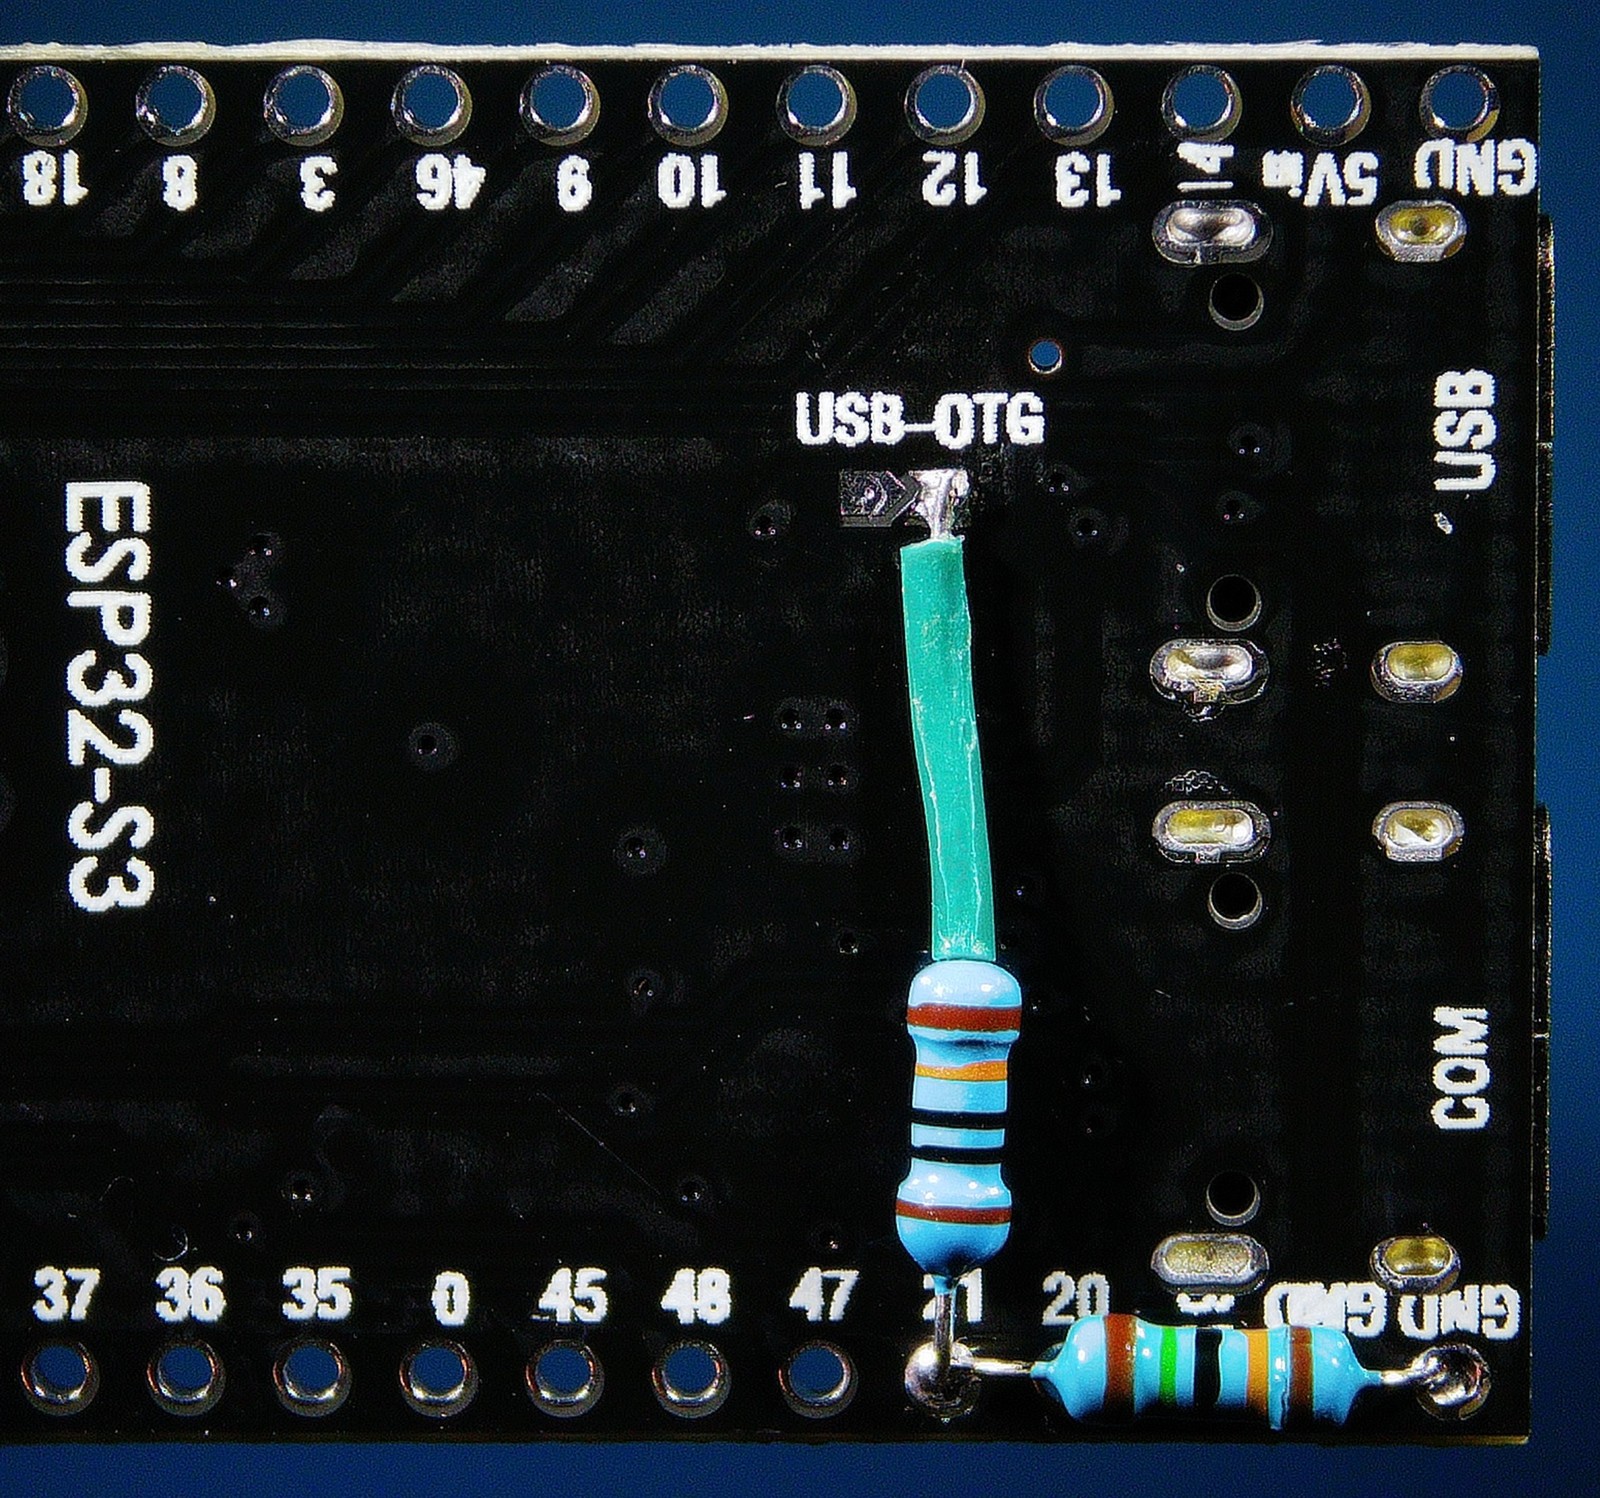 18 8 3 46 9 10 11 12 13 14 5Vin GND
USB-OTG
USB
ESP32-S3
COM
37 36 35 0 45 48 47 21 20 GND GND